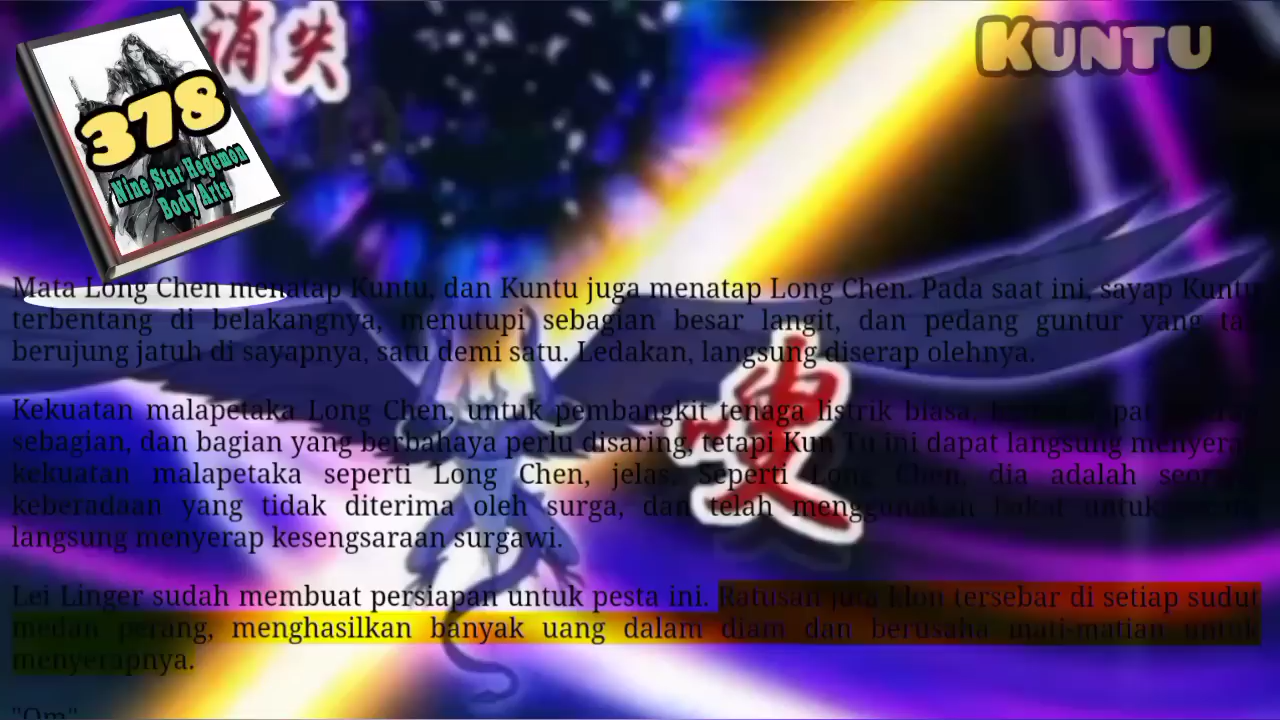 消失
KUNTU
378
Nine Star Hegemon
Body Arts
Mata Long Chen menatap Kuntu, dan Kuntu juga menatap Long Chen. Pada saat ini, sayap Kuntu
terbentang di belakangnya, menutupi sebagian besar langit, dan pedang guntur yang
berujung jatuh di sayapnya, satu demi satu. Ledakan, langsung diserap olehnya.
Kekuatan malapetaka Long Chen, untuk pembangkit tenaga listrik biasa,
sebagian, dan bagian yang berbahaya perlu disaring, tetapi Kun Tu ini dapat langsung
kekuatan malapetaka seperti Long Chen, jelas. Seperti Long Chen, dia adalah
keberadaan yang tidak diterima oleh surga, dan telah menggunakan bakat untuk
langsung menyerap kesengsaraan surgawi.
Lei Linger sudah membuat persiapan untuk pesta ini. Ratusan juta klon tersebar di setiap sudut
medan perang, menghasilkan banyak uang dalam diam dan berusaha mati-matian untuk
menyerapnya.
"Om"